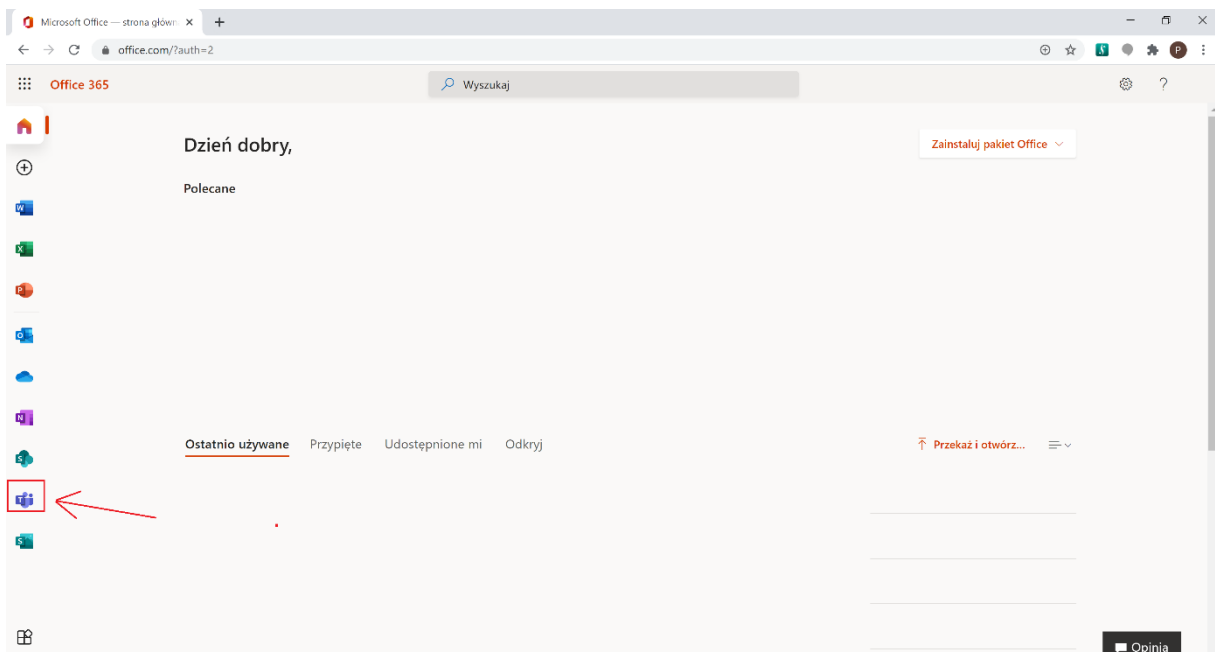 Microsoft Office — strona główn
office.com/?auth=2
P
Office 365
Wyszukaj
?
Dzień dobry,
Zainstaluj pakiet Office
Polecane
W
X
P
O
N
Ostatnio używane Przypięte Udostępnione mi Odkryj
Przekaż i otwórz...
S
T
S
Opinia